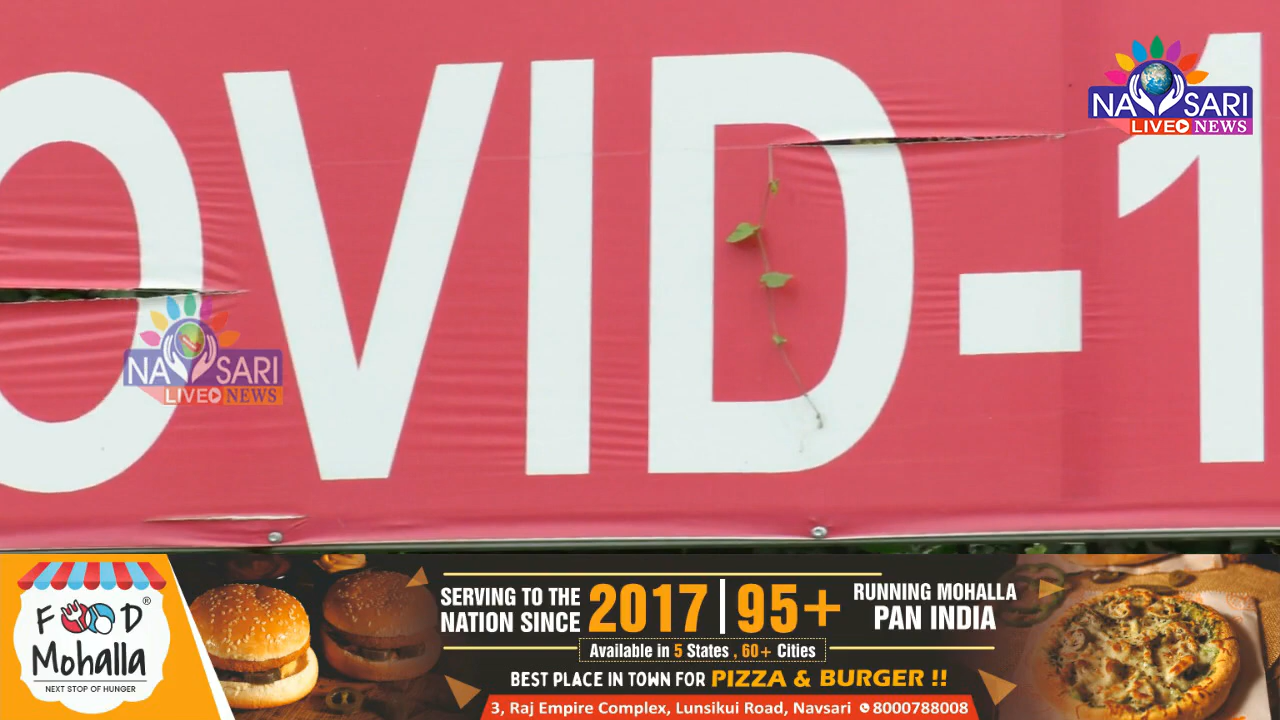 OVID-1
NAVSARI
LIVE NEWS
NAVSARI
LIVE NEWS
FOOD
Mohalla
NEXT STOP OF HUNGER
SERVING TO THE
NATION SINCE
2017
95+
RUNNING MOHALLA
PAN INDIA
Available in 5 States , 60+ Cities
BEST PLACE IN TOWN FOR PIZZA & BURGER !!
3, Raj Empire Complex, Lunsikui Road, Navsari 8000788008